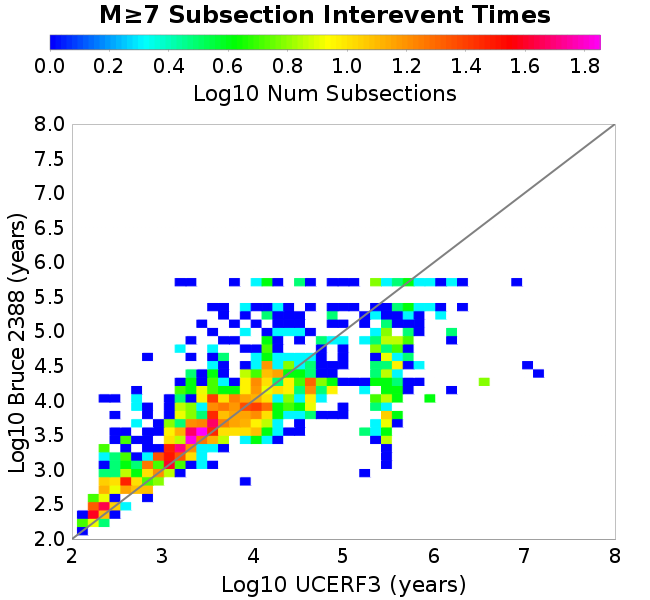 M≥7 Subsection Interevent Times
0.0 0.2 0.4 0.6 0.8 1.0 1.2 1.4 1.6 1.8
Log10 Num Subsections
8.0
7.5
7.0
6.5
6.0
5.5
5.0
4.5
4.0
3.5
3.0
2.5
2.0
Log10 Bruce 2388 (years)
2 3 4 5 6 7 8
Log10 UCERF3 (years)